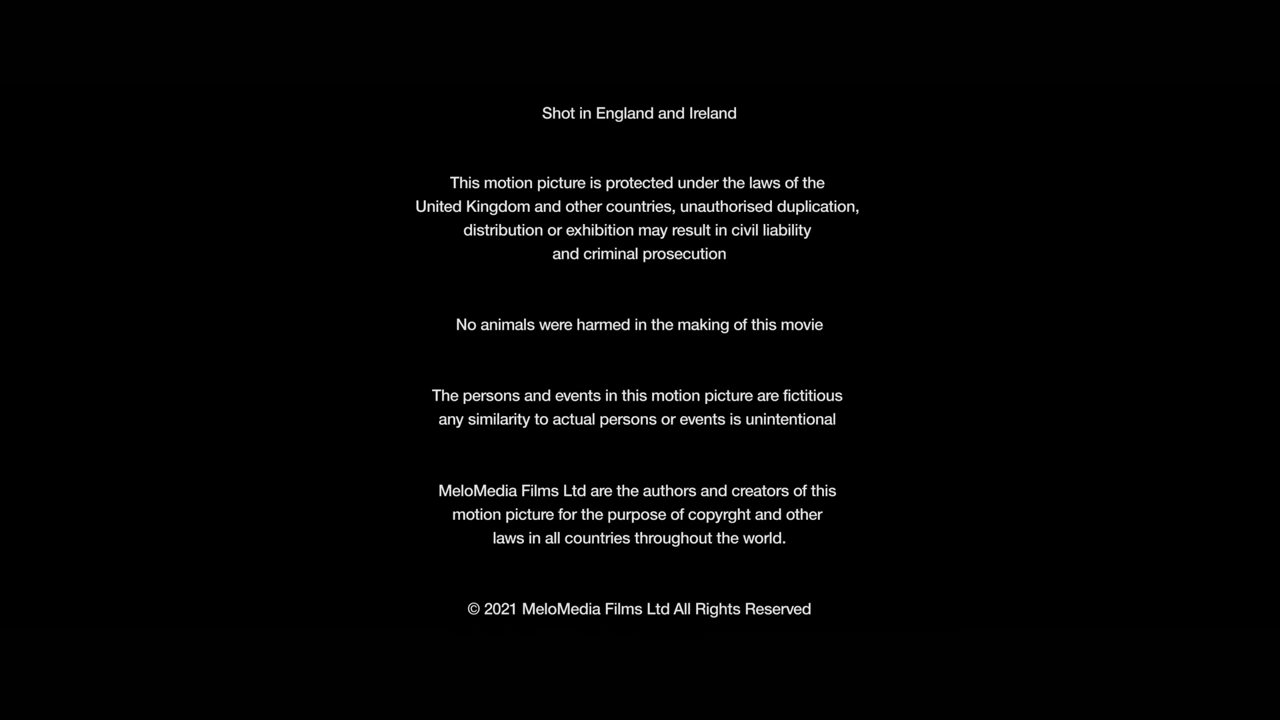 Shot in England and Ireland
This motion picture is protected under the laws of the
United Kingdom and other countries, unauthorised duplication,
distribution or exhibition may result in civil liability
and criminal prosecution
No animals were harmed in the making of this movie
The persons and events in this motion picture are fictitious
any similarity to actual persons or events is unintentional
MeloMedia Films Ltd are the authors and creators of this
motion picture for the purpose of copyrght and other
laws in all countries throughout the world.
© 2021 MeloMedia Films Ltd All Rights Reserved